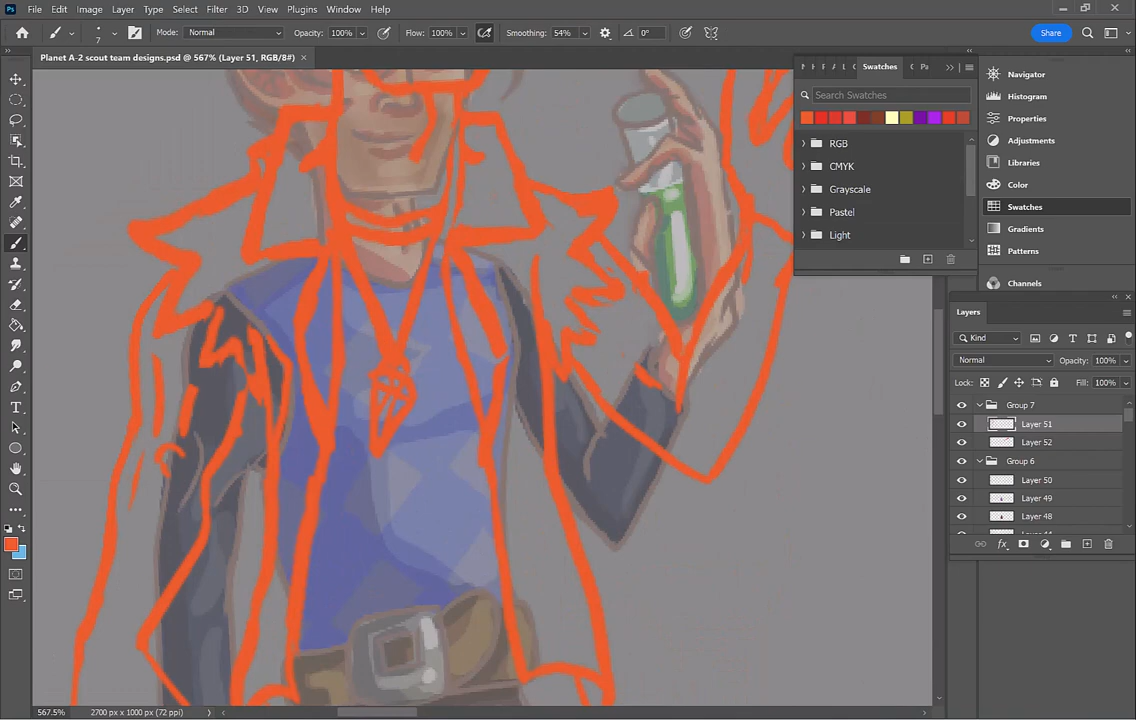 File Edit Image Layer Type Select Filter 3D View Plugins Window Help
7 Mode: Normal Opacity: 100% Flow: 100% Smoothing: 54% 0° Share
Planet A-2 scout team designs.psd @ 567% (Layer 51, RGB/8#) ×
Swatches Pa
Search Swatches
RGB
CMYK
Grayscale
Pastel
Light
Navigator
Histogram
Properties
Adjustments
Libraries
Color
Swatches
Gradients
Patterns
Channels
Layers
Kind
Normal Opacity: 100%
Lock: Fill: 100%
Group 7
Layer 51
Layer 52
Group 6
Layer 50
Layer 49
Layer 48
567.5% 2700 px x 1000 px (72 ppi)